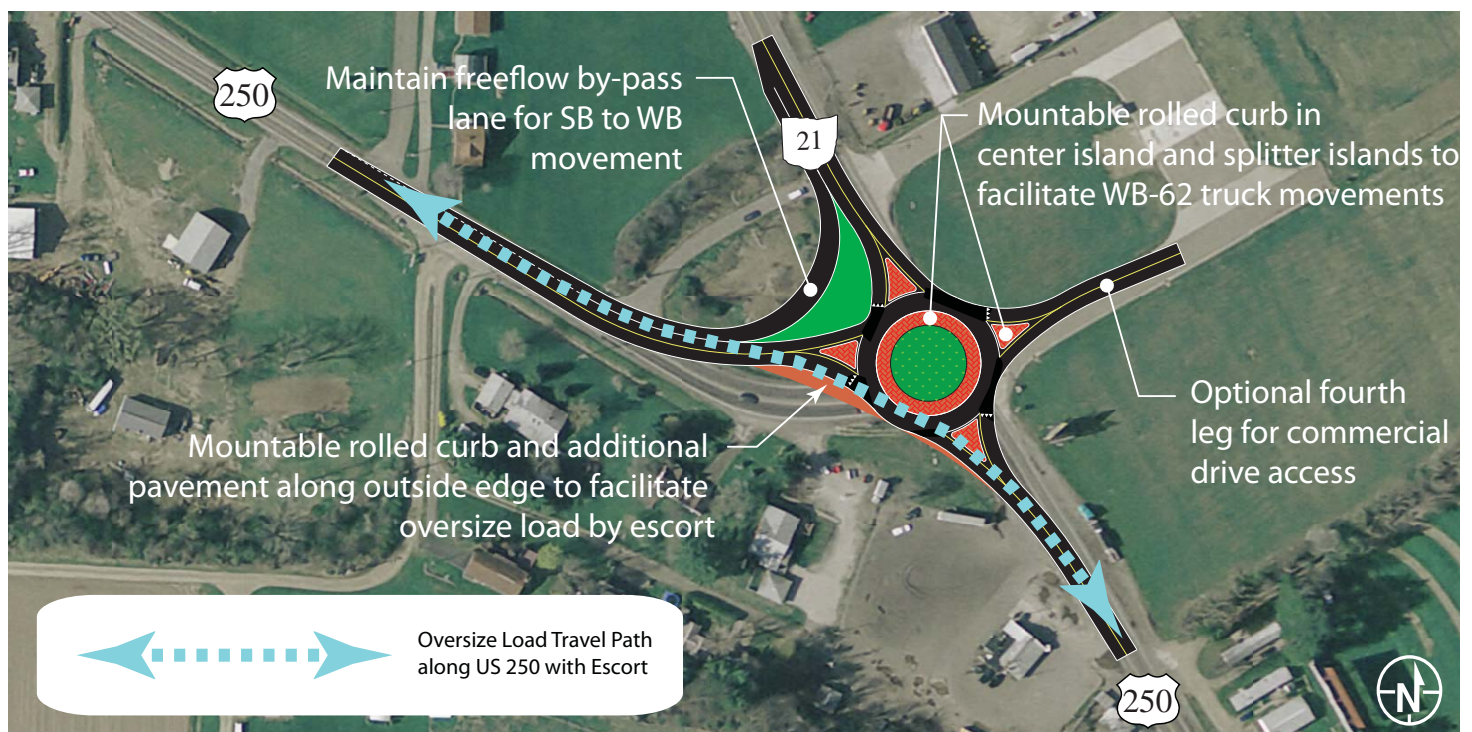 250
Maintain freeflow by-pass
lane for SB to WB
movement
21
Mountable rolled curb in
center island and splitter islands to
facilitate WB-62 truck movements
Optional fourth
leg for commercial
drive access
Mountable rolled curb and additional
pavement along outside edge to facilitate
oversize load by escort
Oversize Load Travel Path
along US 250 with Escort
250
N